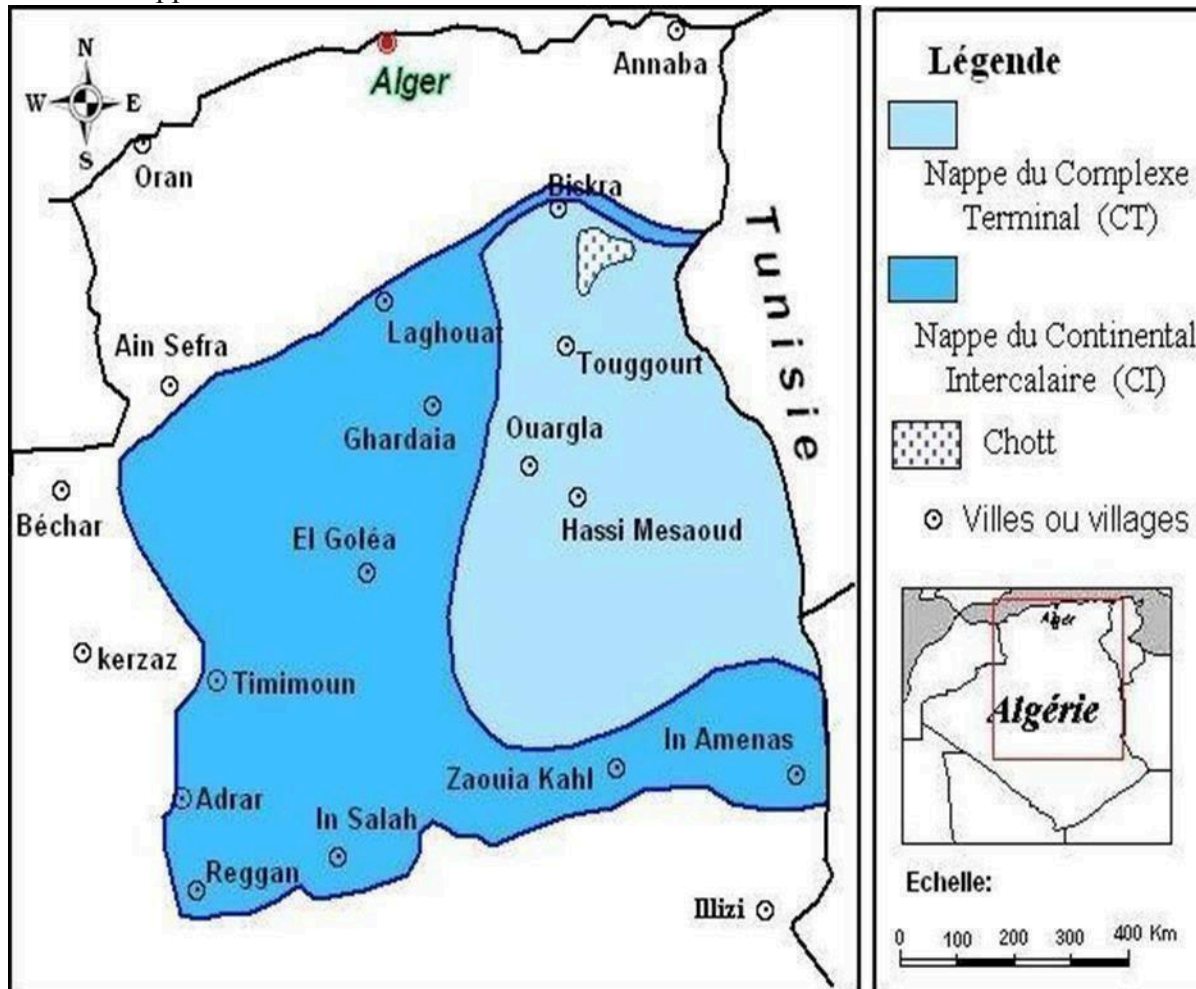 N
W
E
S
Alger
Annaba
Oran
Biskra
Tunisie
Laghouat
Ain Sefra
Touggourt
Ghardaia
Ouargla
Béchar
Hassi Mesaoud
El Goléa
kerzaz
Timimoun
In Amenas
Zaouia Kahl
Adrar
In Salah
Reggan
Illizi
Légende
Nappe du Complexe
Terminal (CT)
Nappe du Continental
Intercalaire (CI)
Chott
Villes ou villages
Alger
Algérie
Echelle:
0 100 200 300 400 Km